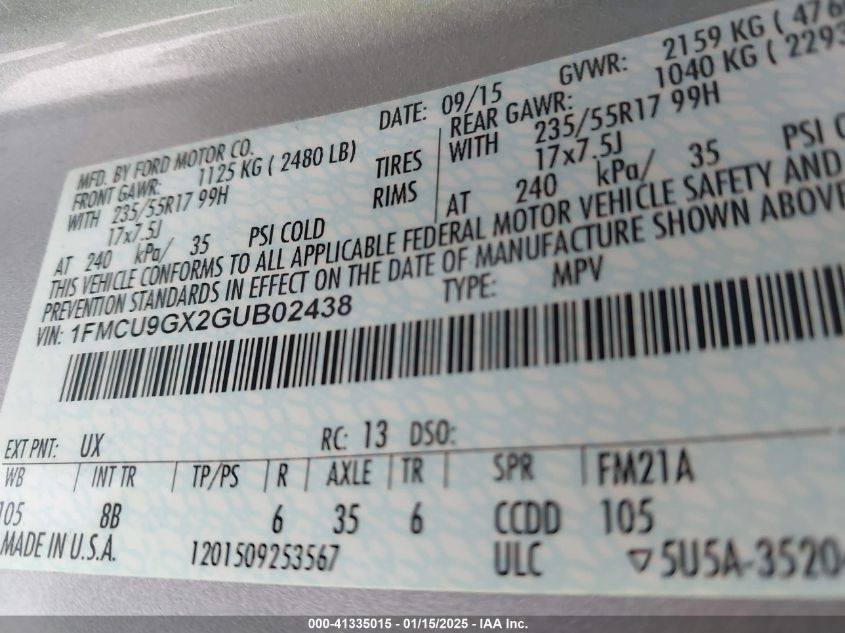 MFD. BY FORD MOTOR CO. DATE: 09/15 GVWR: 2159 KG
FRONT GAWR: 1125 KG ( 2480 LB) REAR GAWR: 1040 KG ( 2293
WITH 235/55R17 99H TIRES WITH 235/55R17 99H
17x7.5J RIMS 17x7.5J
AT 240 kPa/ 35 PSI COLD AT 240 kPa/ 35 PSI
THIS VEHICLE CONFORMS TO ALL APPLICABLE FEDERAL MOTOR VEHICLE SAFETY AND
PREVENTION STANDARDS IN EFFECT ON THE DATE OF MANUFACTURE SHOWN ABOVE
VIN: 1FMCU9GX2GUB02438 TYPE: MPV
EXT PNT: UX RC: 13 DSO:
WB INT TR TP/PS R AXLE TR SPR FM21A
105 8B 6 35 6 CCDD 105
MADE IN U.S.A. 1201509253567 ULC ▽5U5A-3520
000-41335015 - 01/15/2025 - IAA Inc.